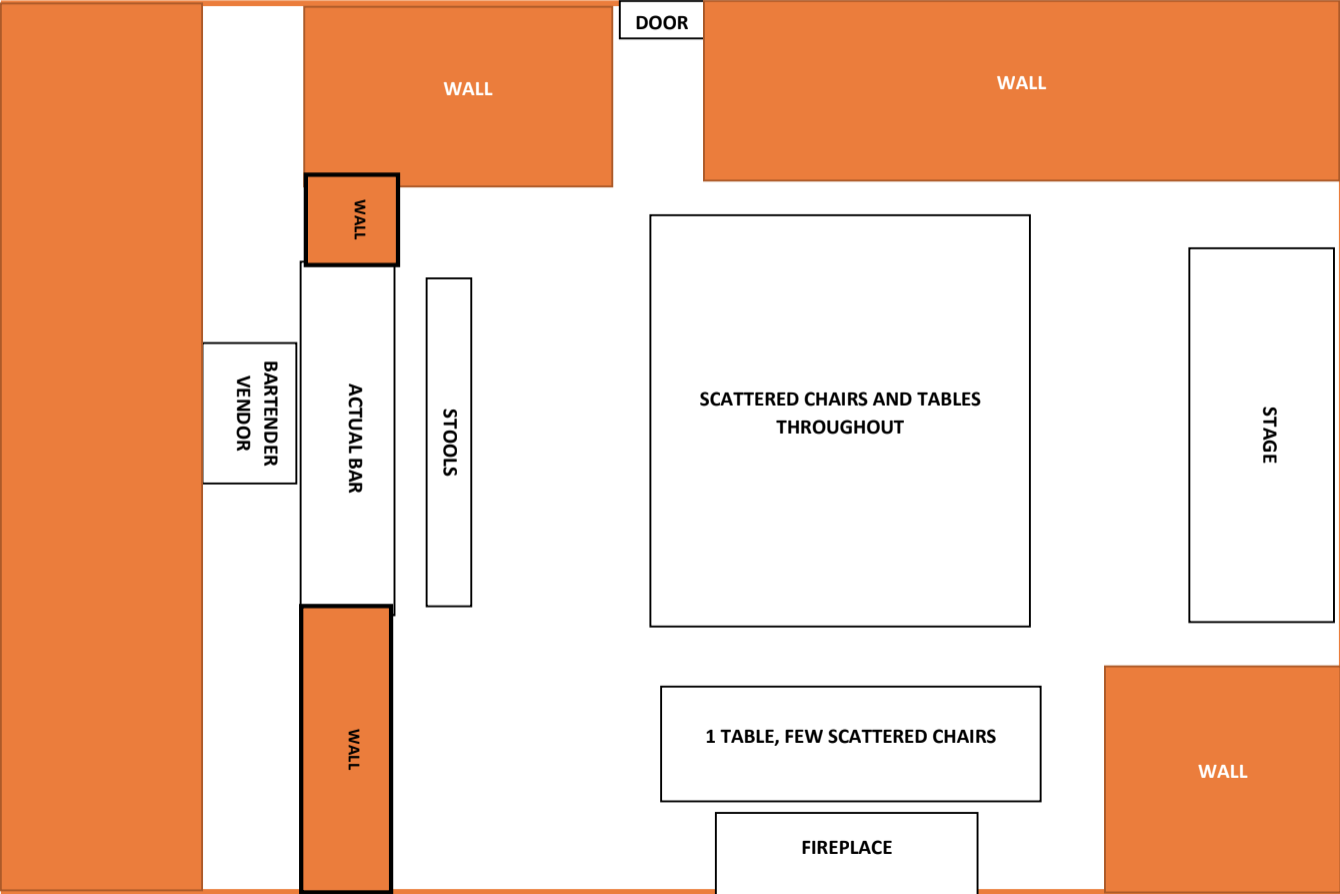 DOOR
WALL
WALL
WALL
BARTENDER
VENDOR
ACTUAL BAR
STOOLS
SCATTERED CHAIRS AND TABLES
THROUGHOUT
STAGE
WALL
1 TABLE, FEW SCATTERED CHAIRS
WALL
FIREPLACE